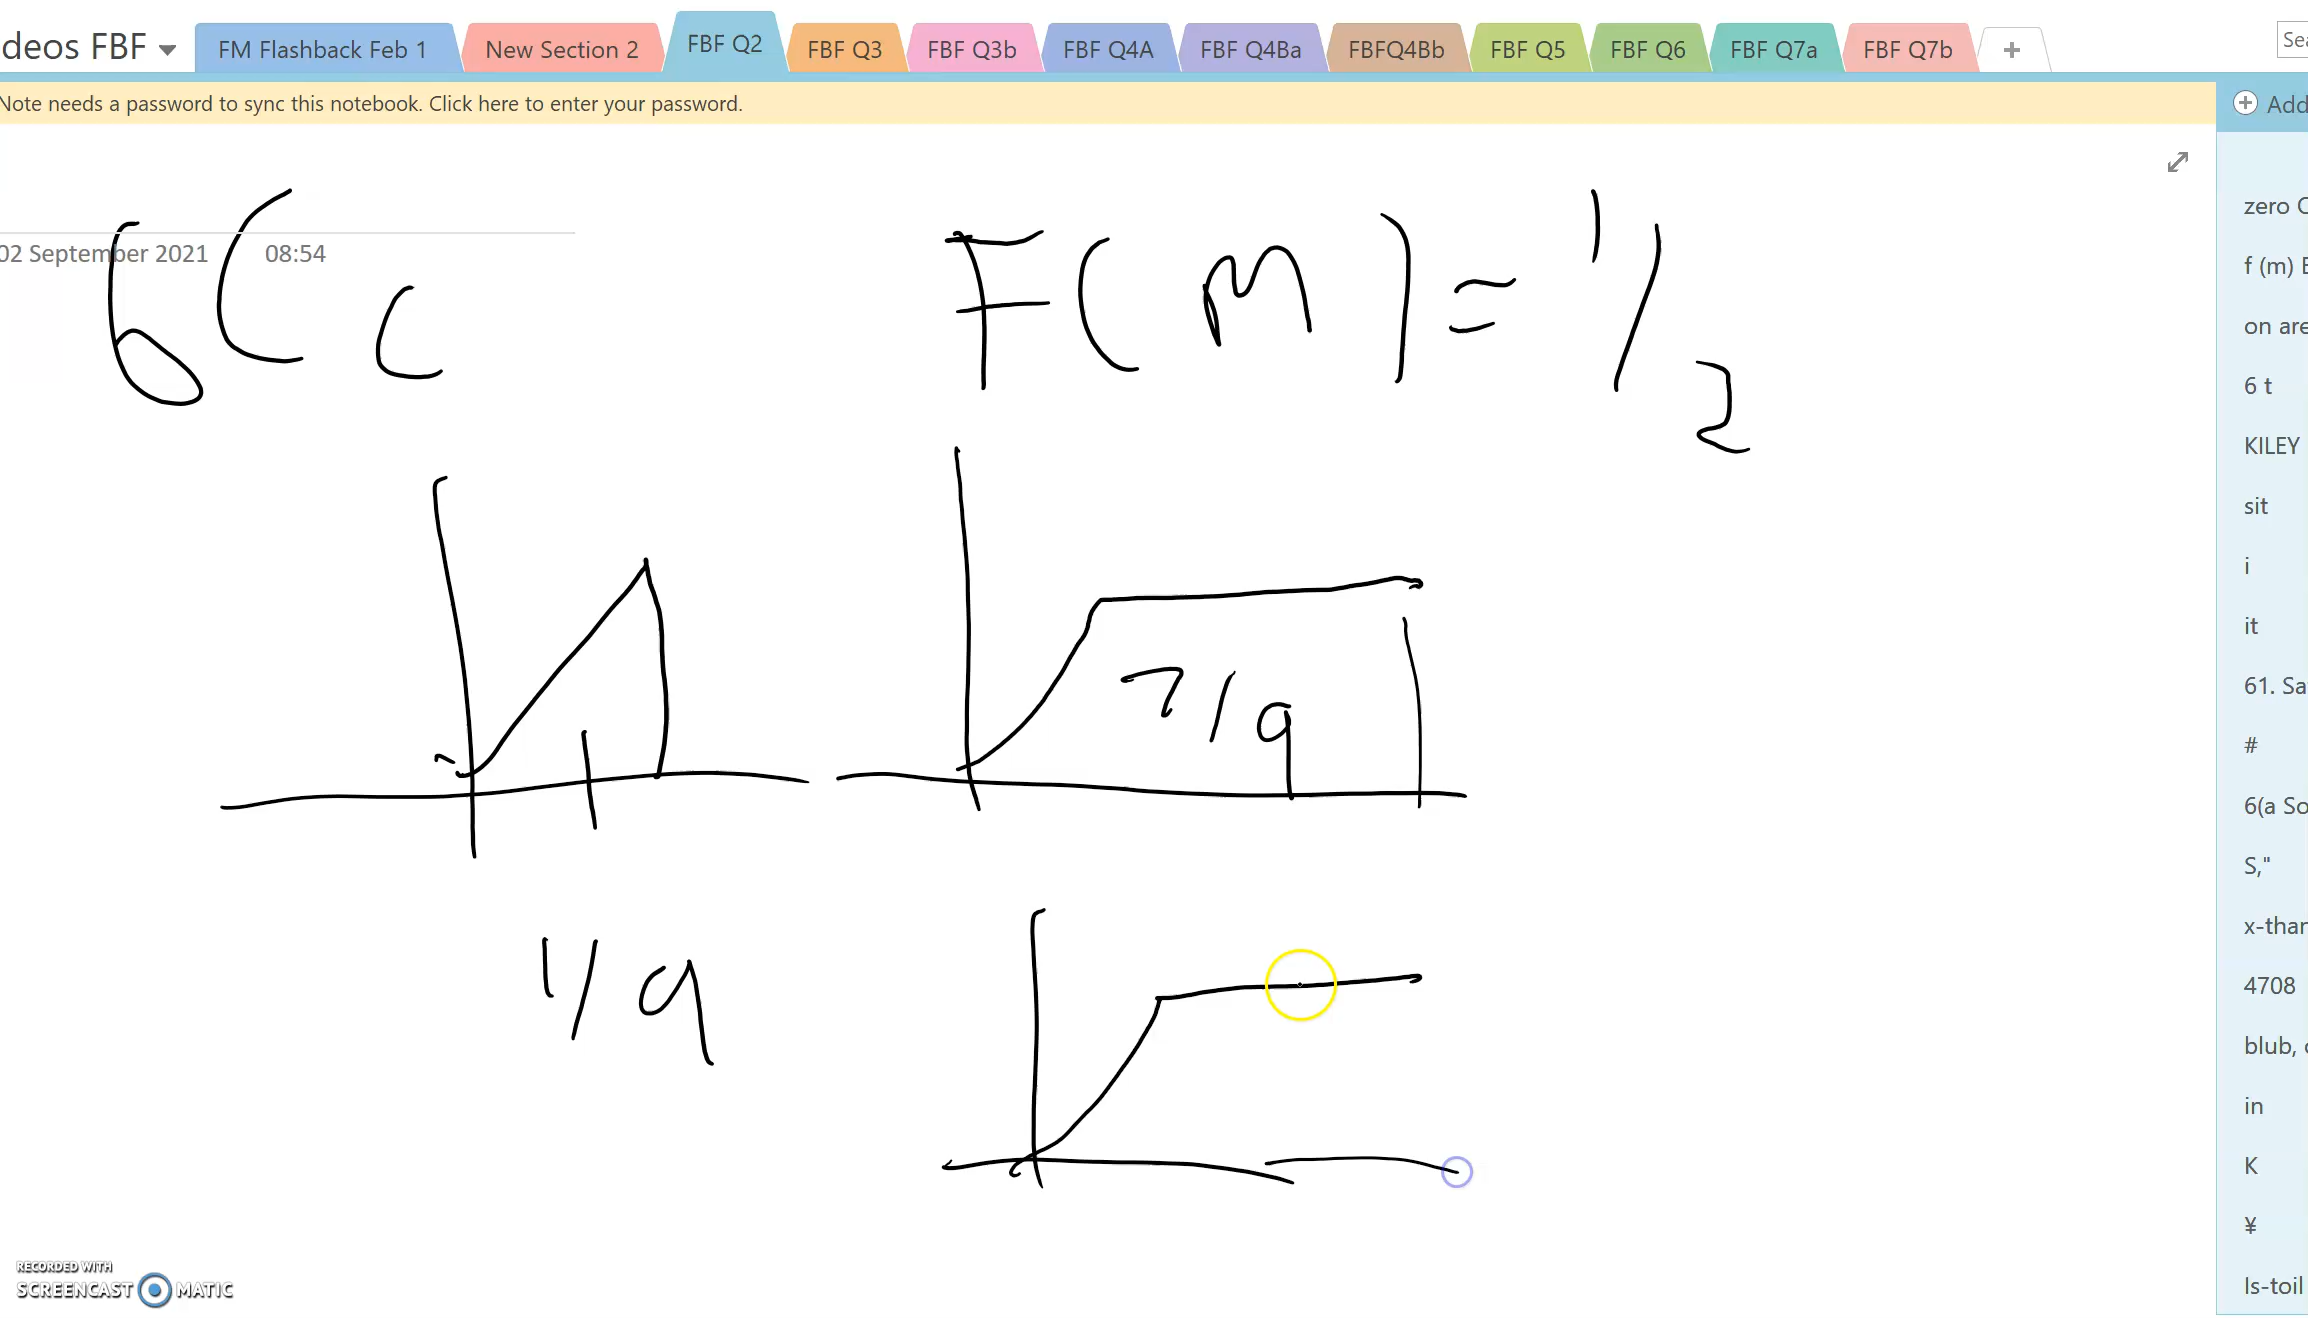 deos FBF
FM Flashback Feb 1
New Section 2
FBF Q2
FBF Q3
FBF Q3b
FBF Q4A
FBF Q4Ba
FBFQ4Bb
FBF Q5
FBF Q6
FBF Q7a
FBF Q7b
+
Sea
Note needs a password to sync this notebook. Click here to enter your password.
Add
02 September 2021 08:54
6 ( c
F(m) = 1/2
7/9
1/9
zero C
f (m) E
on are
6 t
KILEY
sit
i
it
61. Sa
#
6(a So
S,"
x-than
4708
blub, c
in
K
¥
ls-toil
RECORDED WITH
SCREENCAST MATIC